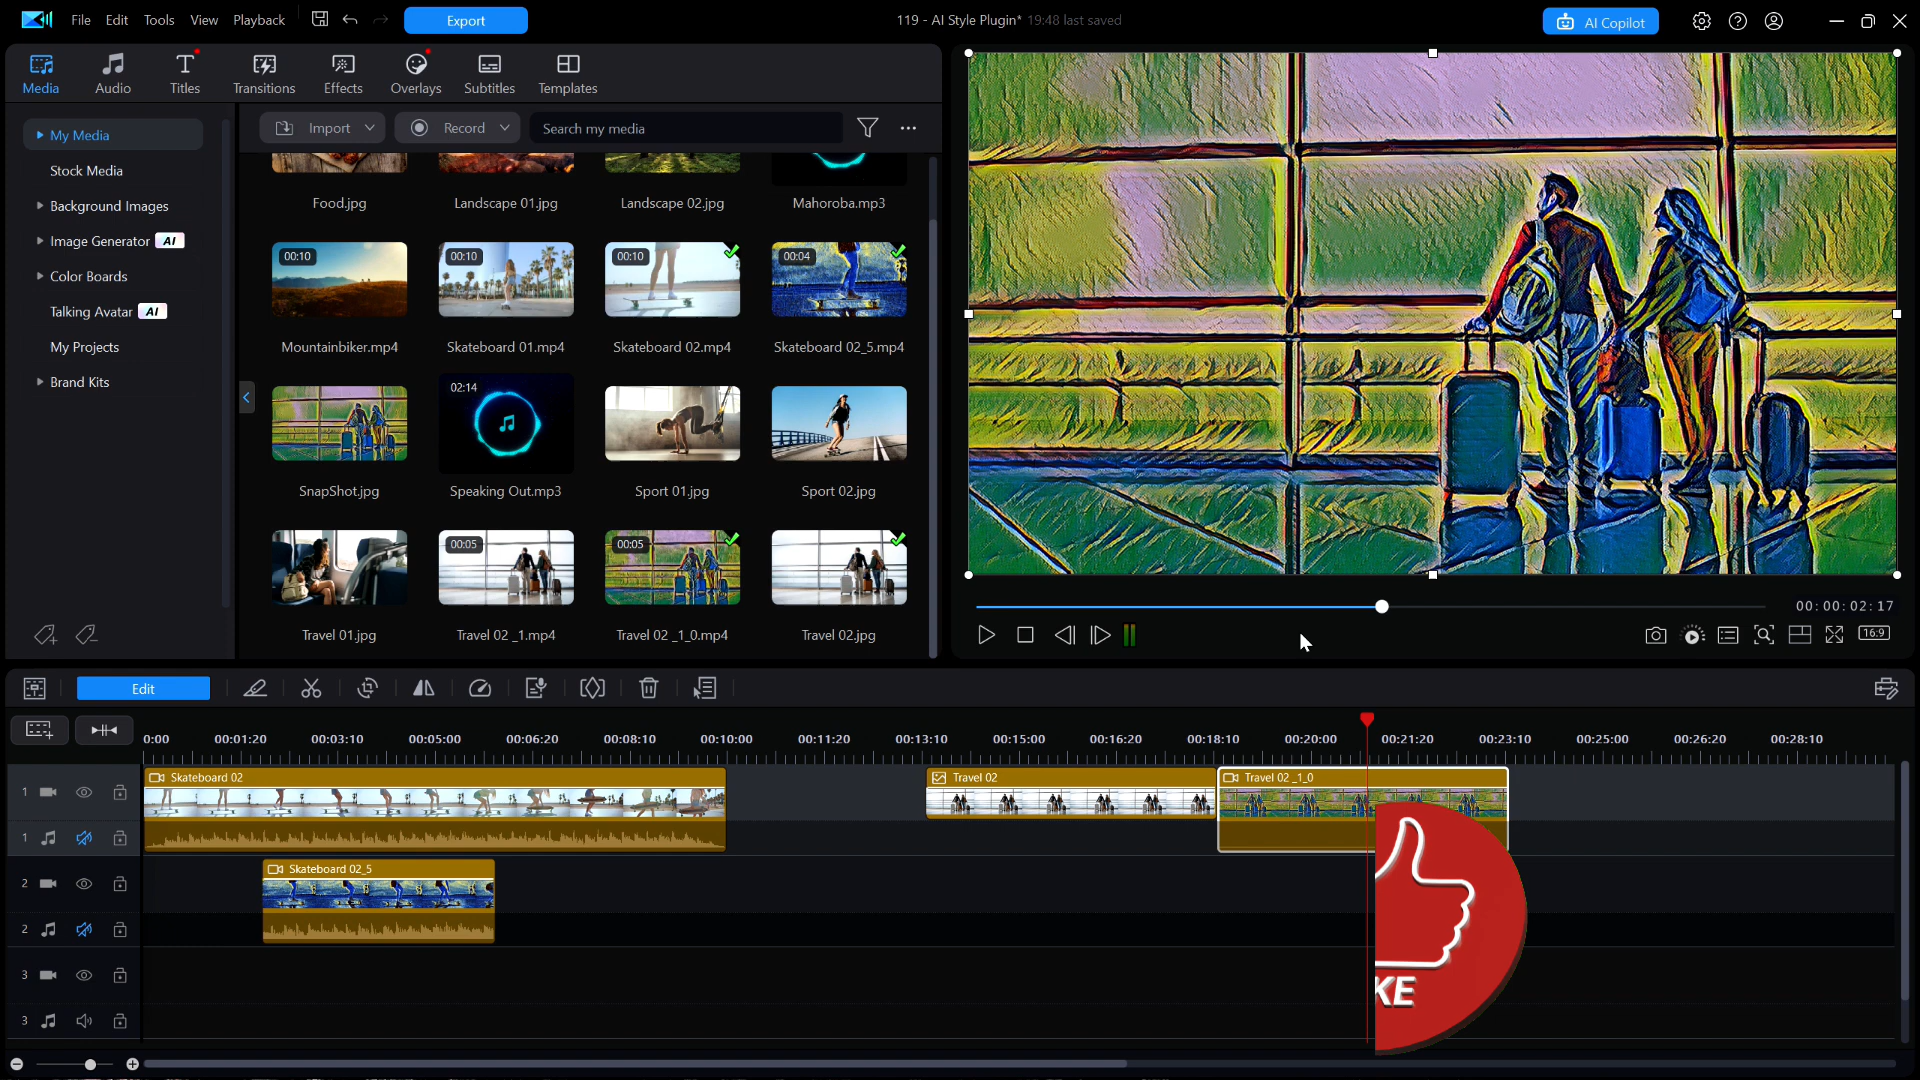 File Edit Tools View Playback
Export
119 - AI Style Plugin* 19:48 last saved
AI Copilot
Media Audio Titles Transitions Effects Overlays Subtitles Templates
My Media
Stock Media
Background Images
Image Generator AI
Color Boards
Talking Avatar AI
My Projects
Brand Kits
Import Record Search my media
Food.jpg Landscape 01.jpg Landscape 02.jpg Mahoroba.mp3
00:10 00:10 00:10 00:04
Mountainbiker.mp4 Skateboard 01.mp4 Skateboard 02.mp4 Skateboard 02_5.mp4
02:14
SnapShot.jpg Speaking Out.mp3 Sport 01.jpg Sport 02.jpg
00:05 00:05
Travel 01.jpg Travel 02 _1.mp4 Travel 02 _1_0.mp4 Travel 02.jpg
00:00:02:17
16:9
Edit
0:00 00:01:20 00:03:10 00:05:00 00:06:20 00:08:10 00:10:00 00:11:20 00:13:10 00:15:00 00:16:20 00:18:10 00:20:00 00:21:20 00:23:10 00:25:00 00:26:20 00:28:10
Skateboard 02 Travel 02 Travel 02 _1_0
1
1
Skateboard 02_5
2
2
3
3
KE